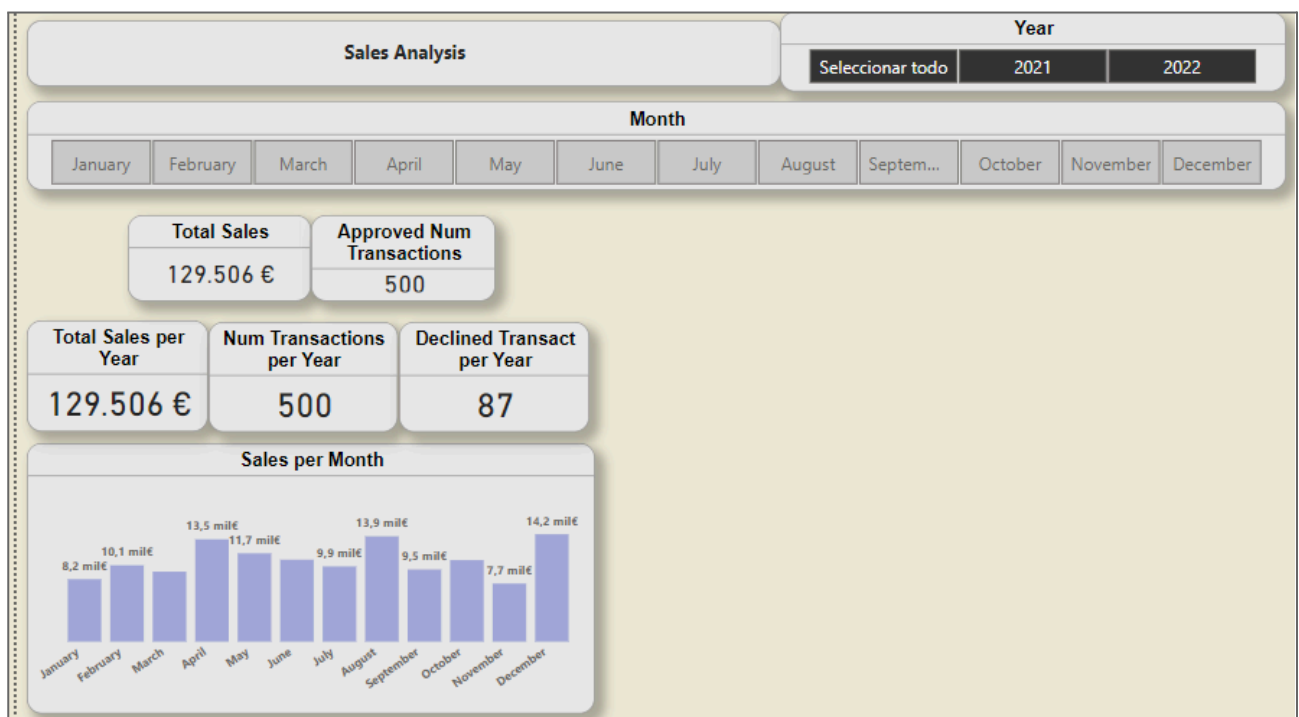 Sales Analysis
Year
Seleccionar todo 2021 2022
Month
January February March April May June July August Septem... October November December
Total Sales
129.506 €
Approved Num
Transactions
500
Total Sales per
Year
129.506 €
Num Transactions
per Year
500
Declined Transact
per Year
87
Sales per Month
8,2 mil€
10,1 mil€
13,5 mil€
11,7 mil€
9,9 mil€
13,9 mil€
9,5 mil€
7,7 mil€
14,2 mil€
January
February
March
April
May
June
July
August
September
October
November
December